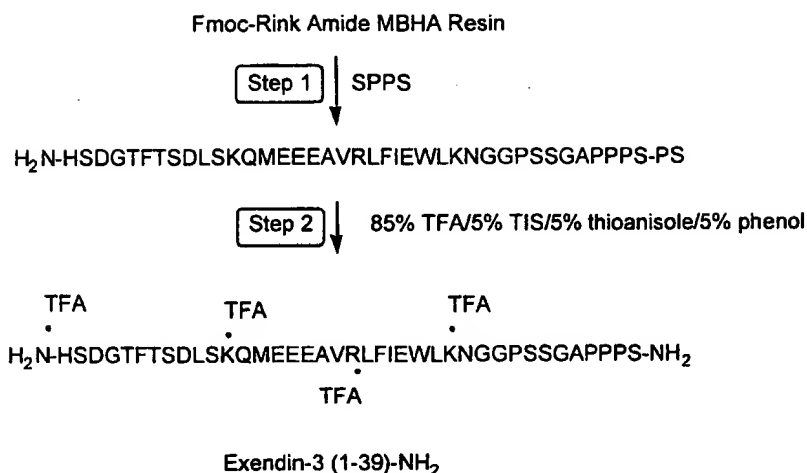 Fmoc-Rink Amide MBHA Resin
Step 1 SPPS
H2N-HSDGTFTSDLSKQMEEEAVRLFIEWLKNGGPSSGAPPPS-PS
Step 2 85% TFA/5% TIS/5% thioanisole/5% phenol
TFA TFA TFA
H2N-HSDGTFTSDLSKQMEEEAVRLFIEWLKNGGPSSGAPPPS-NH2
TFA
Exendin-3 (1-39)-NH2